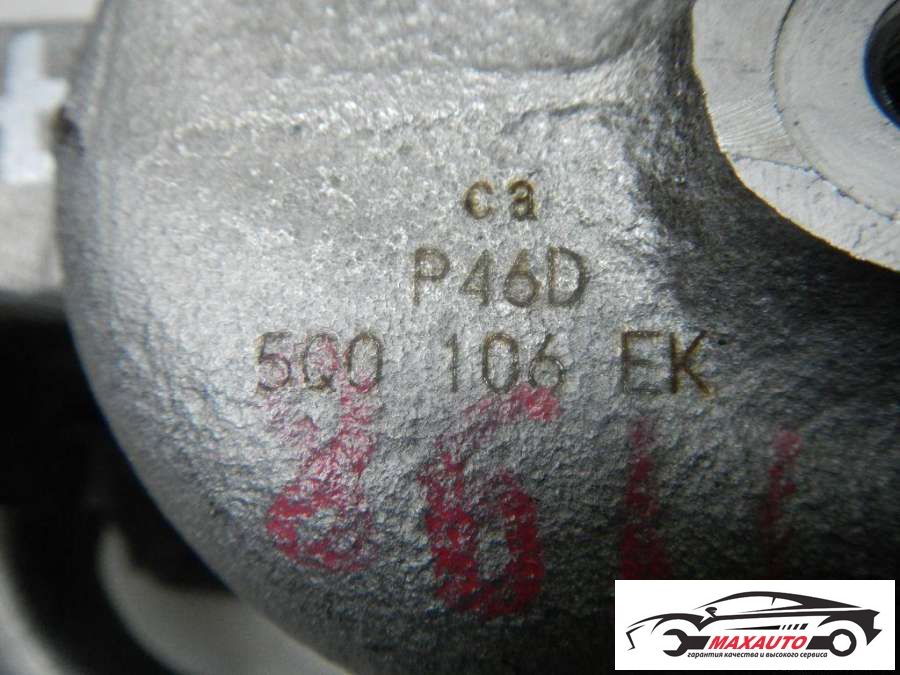 ca
P46D
5Q0 106 EK
MAXAUTO
гарантия качества и высокого сервиса